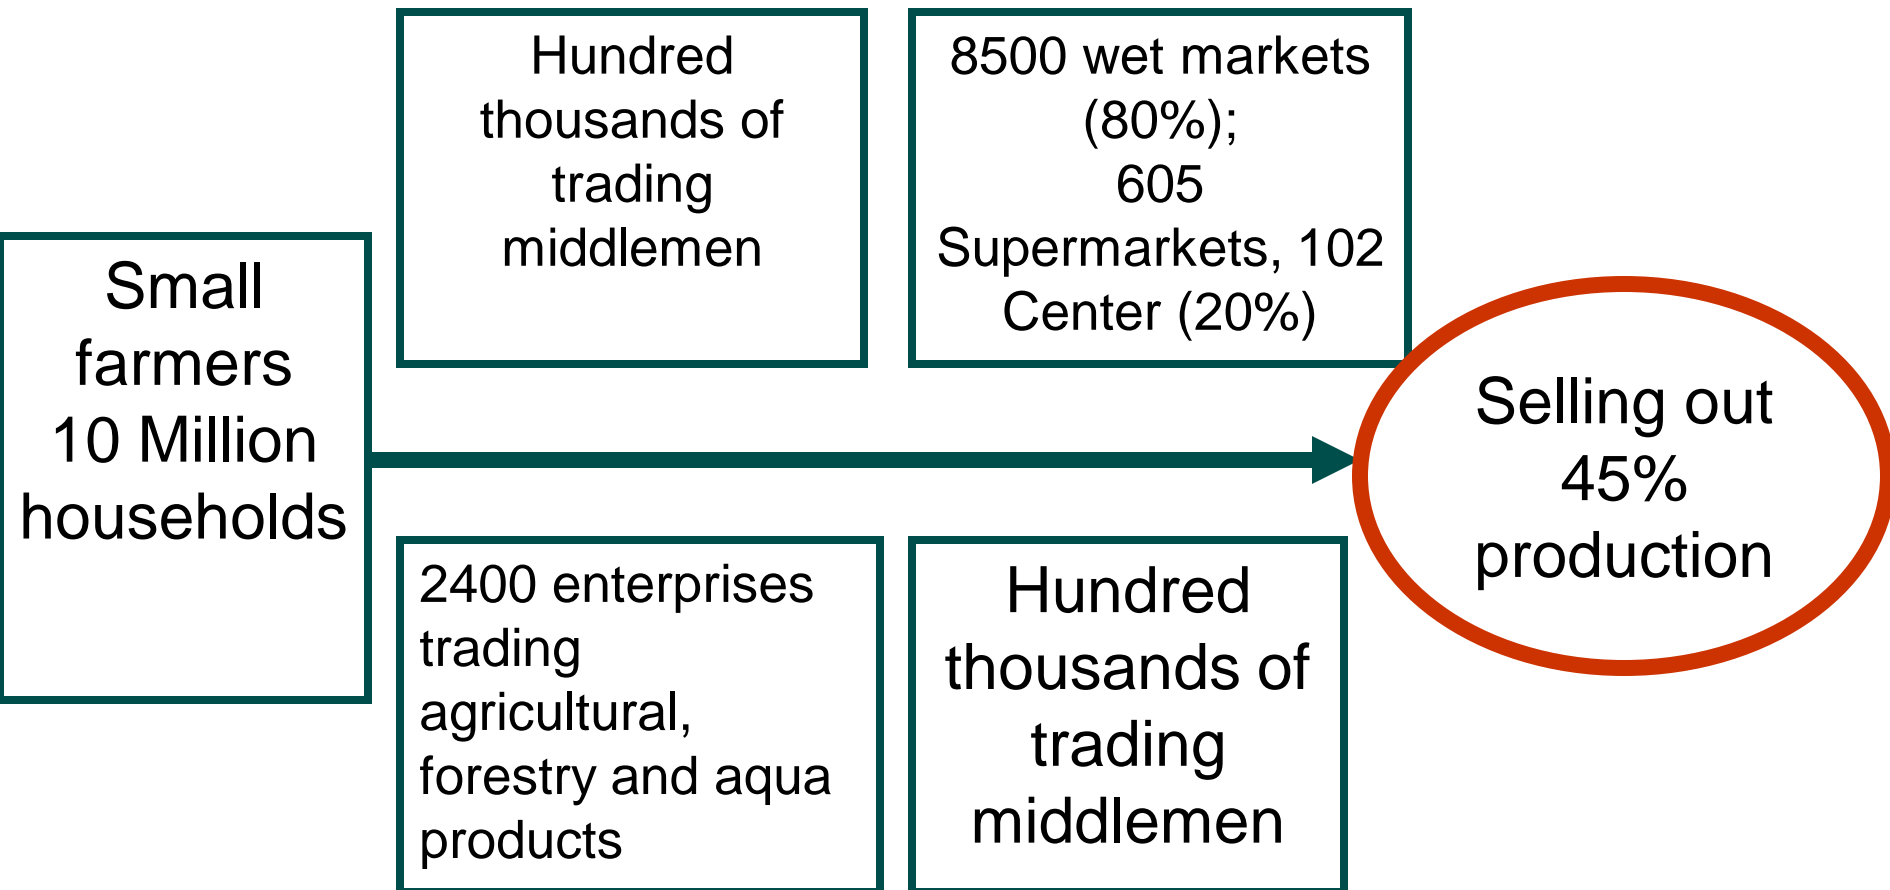 Small
farmers
10 Million
households
Hundred
thousands of
trading
middlemen
8500 wet markets
(80%);
605
Supermarkets, 102
Center (20%)
2400 enterprises
trading
agricultural,
forestry and aqua
products
Hundred
thousands of
trading
middlemen
Selling out
45%
production